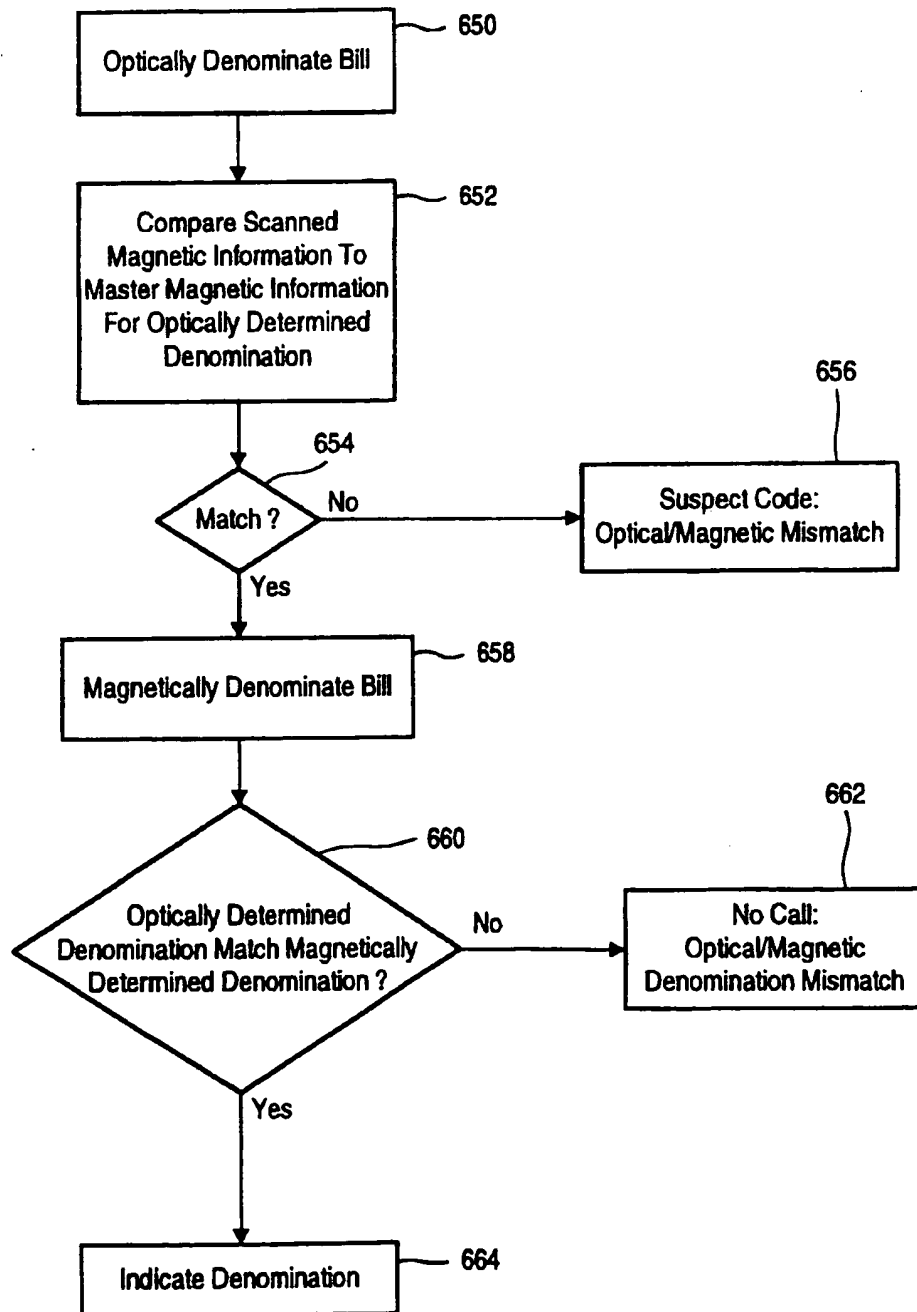 650
Optically Denominate Bill
652
Compare Scanned
Magnetic Information To
Master Magnetic Information
For Optically Determined
Denomination
654
Match ?
No
Yes
656
Suspect Code:
Optical/Magnetic Mismatch
658
Magnetically Denominate Bill
660
Optically Determined
Denomination Match Magnetically
Determined Denomination ?
No
Yes
662
No Call:
Optical/Magnetic
Denomination Mismatch
664
Indicate Denomination